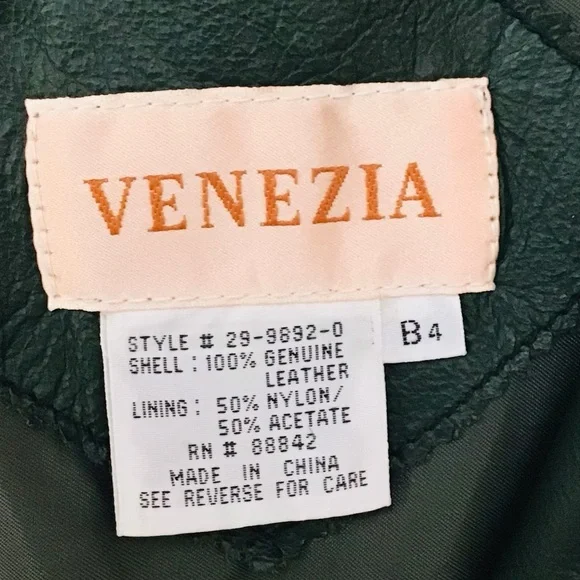 VENEZIA
STYLE # 29-9892-0
SHELL : 100% GENUINE
LEATHER
LINING : 50% NYLON/
50% ACETATE
RN # 88842
MADE IN CHINA
SEE REVERSE FOR CARE
B4